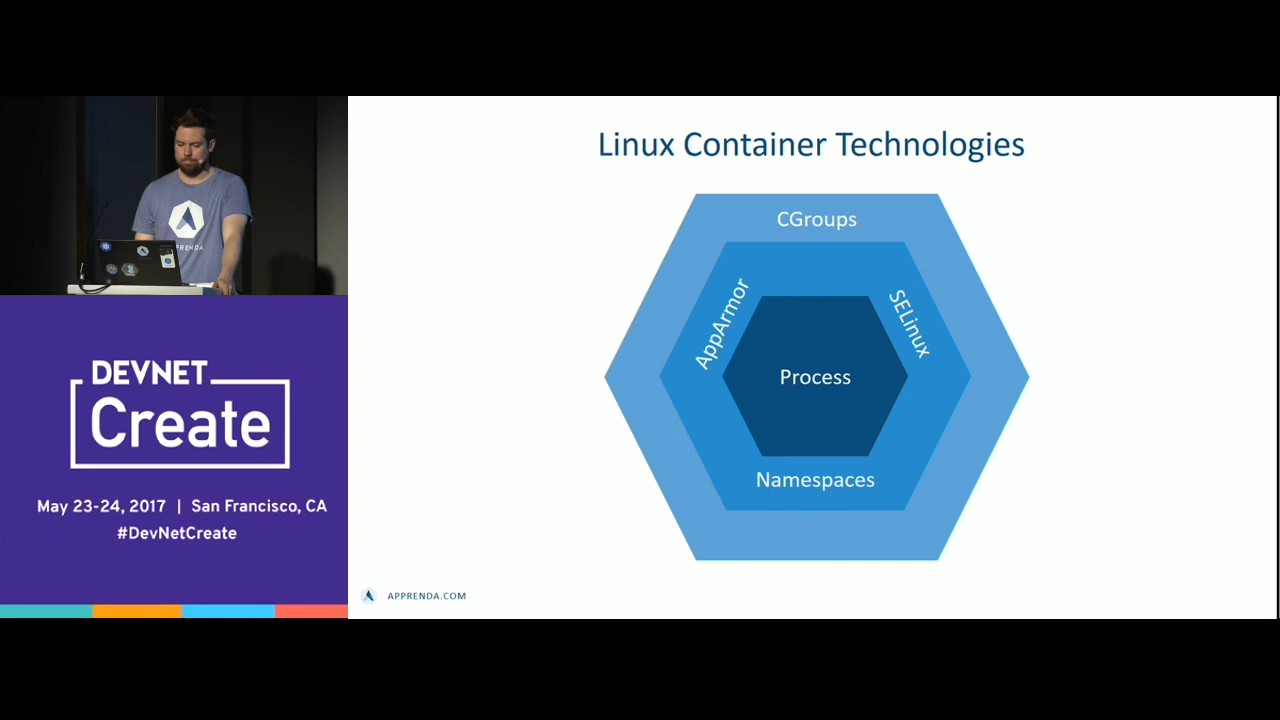 Linux Container Technologies
CGroups
AppArmor
SELinux
Process
Namespaces
APPRENDA.COM
DEVNET
Create
May 23-24, 2017 | San Francisco, CA
#DevNetCreate